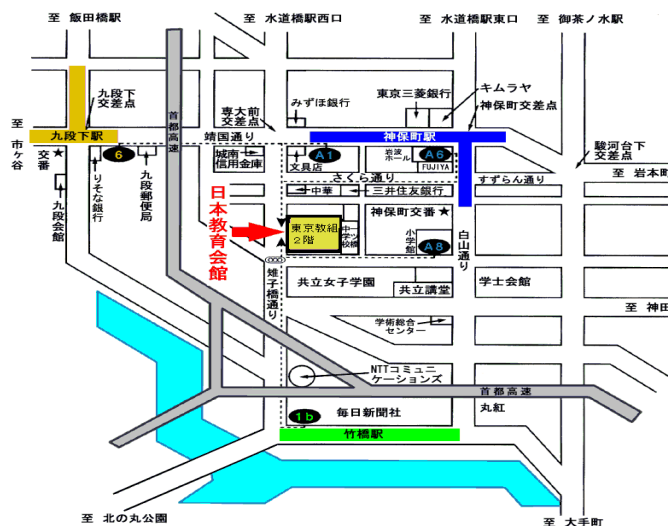 至 飯田橋駅
至 水道橋駅西口
至 水道橋駅東口
至 御茶ノ水駅
九段下
交差点
首都高速
専大前
交差点
みずほ銀行
東京三菱銀行
キムラヤ
神保町交差点
至
市ヶ谷
九段下駅
靖国通り
神保町駅
駿河台下
交差点
交番
6
城南
信用金庫
A1
文具店
岩波
ホール
A6
FUJIYA
至 岩本町
りそな銀行
九段郵便局
さくら通り
すずらん通り
九段会館
中華
三井住友銀行
日本教育会館
東京教組
2階
一ツ橋
中学校
神保町交番
小学館
A8
白山通り
雉子橋通り
共立女子学園
共立講堂
学士会館
至 神田
学術総合
センター
NTTコミュニ
ケーションズ
首都高速
1b
毎日新聞社
丸紅
竹橋駅
至 北の丸公園
至 大手町